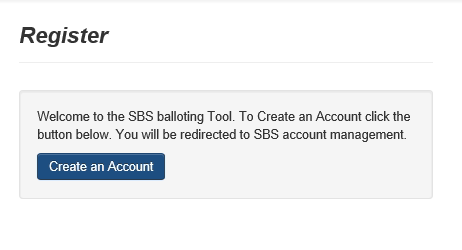 Register
Welcome to the SBS balloting Tool. To Create an Account click the
button below. You will be redirected to SBS account management.
Create an Account